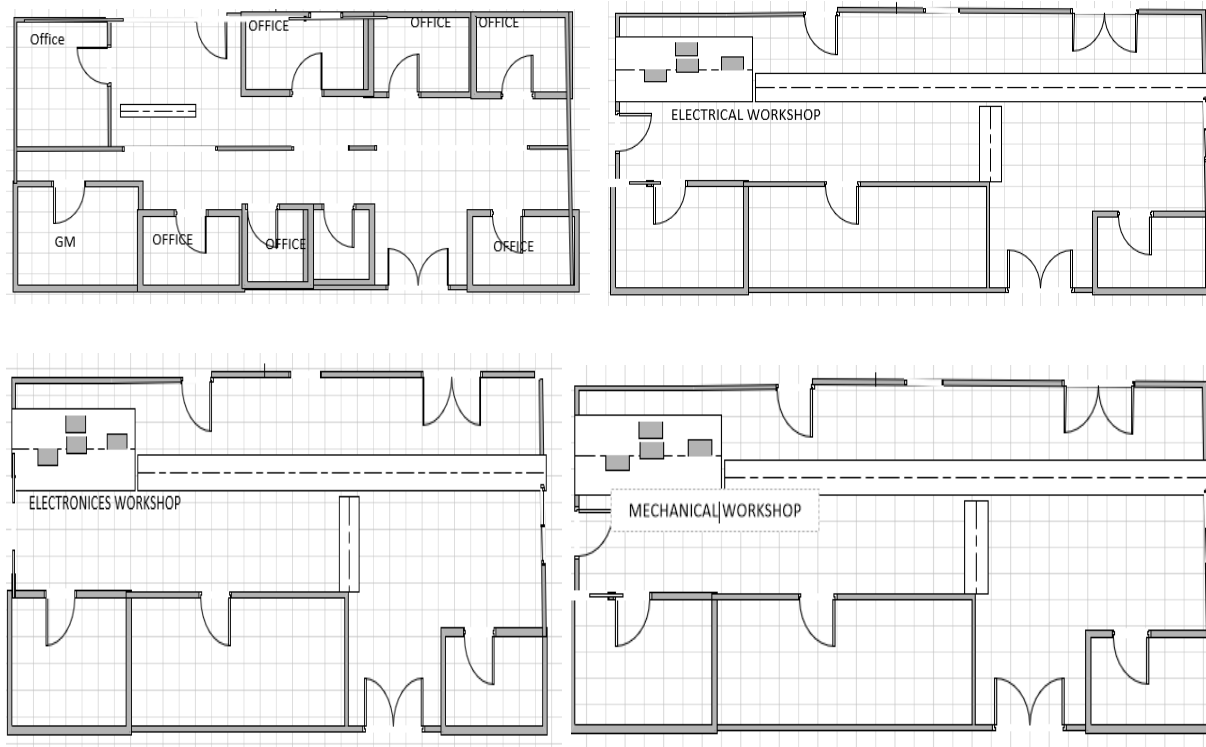 Office
OFFICE
OFFICE
OFFICE
GM
OFFICE
OFFICE
OFFICE
ELECTRICAL WORKSHOP
ELECTRONICES WORKSHOP
MECHANICAL WORKSHOP